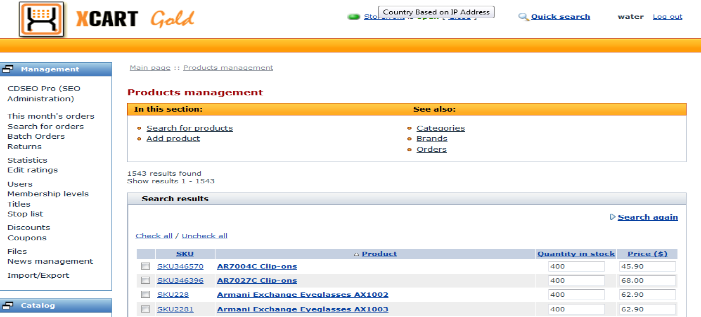 XCART Gold
Country Based on IP Address
Quick search
water Log out
Management
CDSEO Pro (SEO
Administration)
This month's orders
Search for orders
Batch Orders
Returns
Statistics
Edit ratings
Users
Membership levels
Titles
Stop list
Discounts
Coupons
Files
News management
Import/Export
Catalog
Main page :: Products management
Products management
In this section: See also:
Search for products Categories
Add product Brands
Orders
1543 results found
Show results 1 - 1543
Search results
Search again
Check all / Uncheck all
SKU Product Quantity in stock Price ($)
SKU346570 AR7004C Clip-ons 400 45.90
SKU346396 AR7027C Clip-ons 400 68.00
SKU228 Armani Exchange Eyeglasses AX1002 400 62.90
SKU2281 Armani Exchange Eyeglasses AX1003 400 62.90